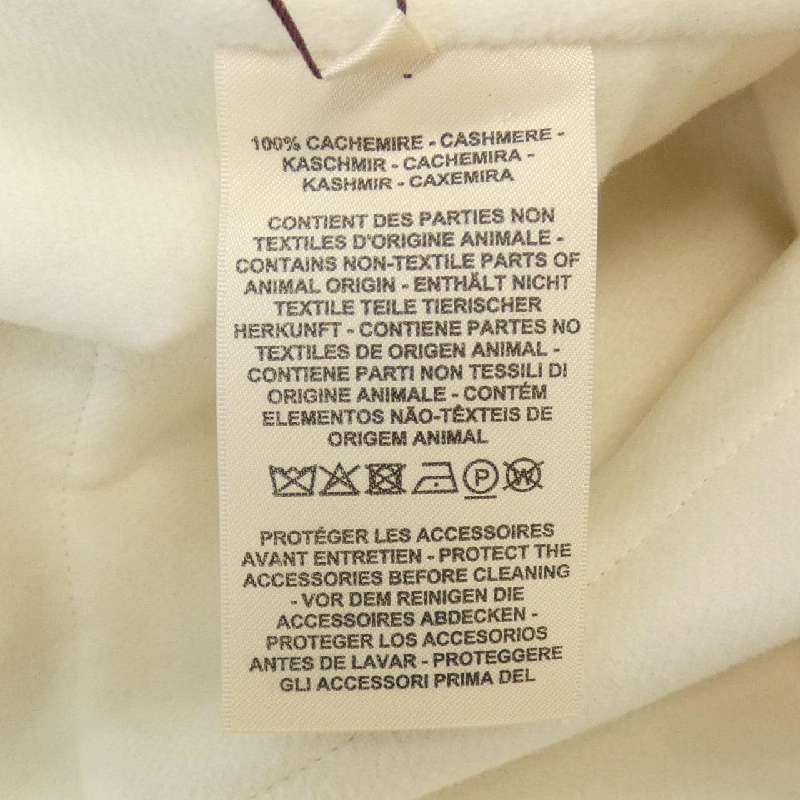 100% CACHEMIRE - CASHMERE -
KASCHMIR - CACHEMIRA -
KASHMIR - CAXEMIRA
CONTIENT DES PARTIES NON
TEXTILES D'ORIGINE ANIMALE -
CONTAINS NON-TEXTILE PARTS OF
ANIMAL ORIGIN - ENTHÄLT NICHT
TEXTILE TEILE TIERISCHER
HERKUNFT - CONTIENE PARTES NO
TEXTILES DE ORIGEN ANIMAL -
CONTIENE PARTI NON TESSILI DI
ORIGINE ANIMALE - CONTÉM
ELEMENTOS NÃO-TÊXTEIS DE
ORIGEM ANIMAL
P W
PROTÉGER LES ACCESSOIRES
AVANT ENTRETIEN - PROTECT THE
ACCESSORIES BEFORE CLEANING
- VOR DEM REINIGEN DIE
ACCESSOIRES ABDECKEN -
PROTEGER LOS ACCESORIOS
ANTES DE LAVAR - PROTEGGERE
GLI ACCESSORI PRIMA DEL